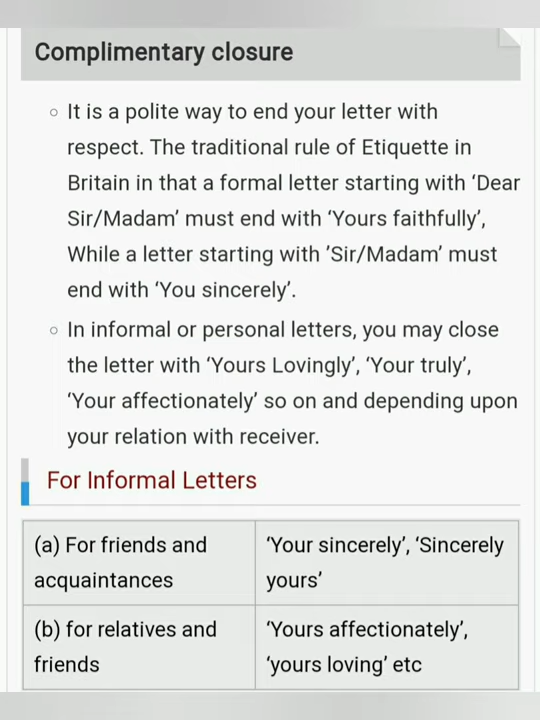 Complimentary closure
It is a polite way to end your letter with
respect. The traditional rule of Etiquette in
Britain in that a formal letter starting with ‘Dear
Sir/Madam’ must end with ‘Yours faithfully’,
While a letter starting with ’Sir/Madam’ must
end with ‘You sincerely’.
In informal or personal letters, you may close
the letter with ‘Yours Lovingly’, ‘Your truly’,
‘Your affectionately’ so on and depending upon
your relation with receiver.
For Informal Letters
(a) For friends and
acquaintances
‘Your sincerely’, ‘Sincerely
yours’
(b) for relatives and
friends
‘Yours affectionately’,
‘yours loving’ etc